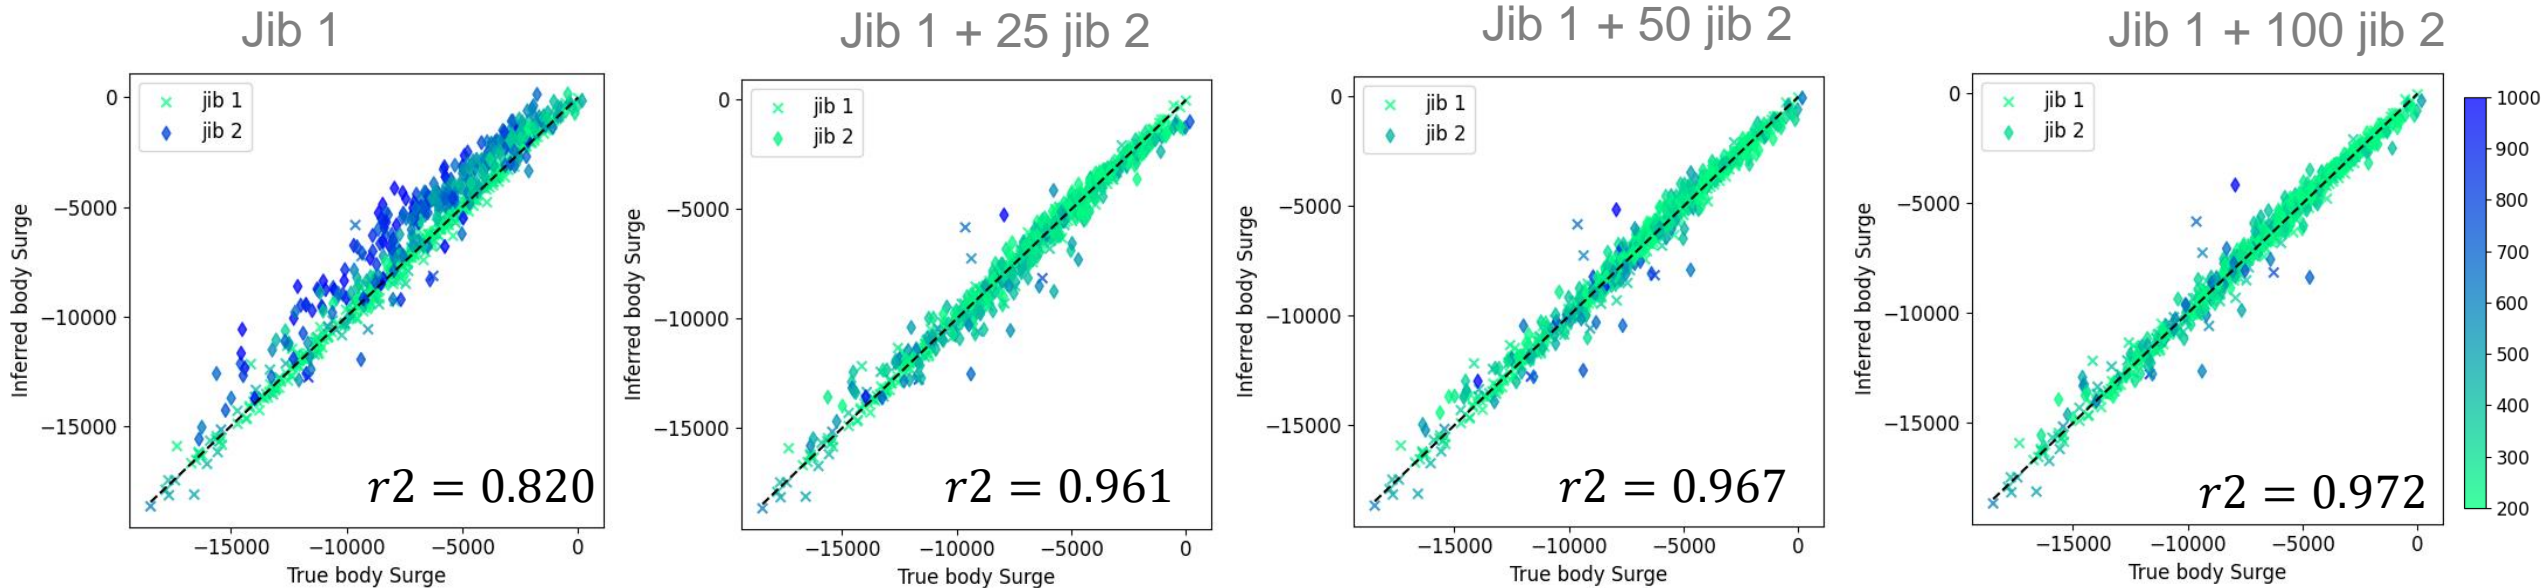 Jib 1
Jib 1 + 25 jib 2
Jib 1 + 50 jib 2
Jib 1 + 100 jib 2
jib 1
jib 2
0
−5000
−10000
−15000
Inferred body Surge
r2 = 0.820
−15000
−10000
−5000
0
True body Surge
jib 1
jib 2
0
−5000
−10000
−15000
Inferred body Surge
r2 = 0.961
−15000
−10000
−5000
0
True body Surge
jib 1
jib 2
0
−5000
−10000
−15000
Inferred body Surge
r2 = 0.967
−15000
−10000
−5000
0
True body Surge
jib 1
jib 2
0
−5000
−10000
−15000
Inferred body Surge
r2 = 0.972
−15000
−10000
−5000
0
True body Surge
1000
900
800
700
600
500
400
300
200